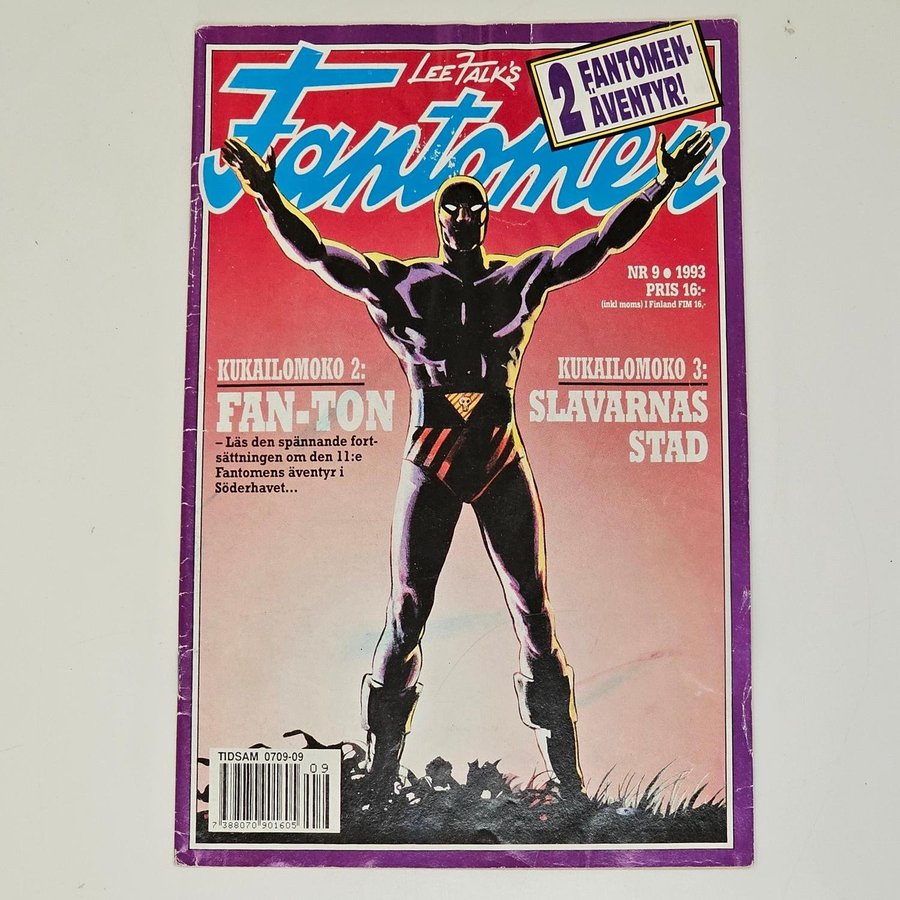 LEE FALK'S
Fantomen
2 FANTOMEN-
ÄVENTYR!
NR 9 • 1993
PRIS 16:-
(inkl moms) I Finland FIM 16,-
KUKAILOMOKO 2:
FAN-TON
– Läs den spännande fort-
sättningen om den 11:e
Fantomens äventyr i
Söderhavet...
KUKAILOMOKO 3:
SLAVARNAS
STAD
TIDSAM 0709-09
09
7 388070 901605